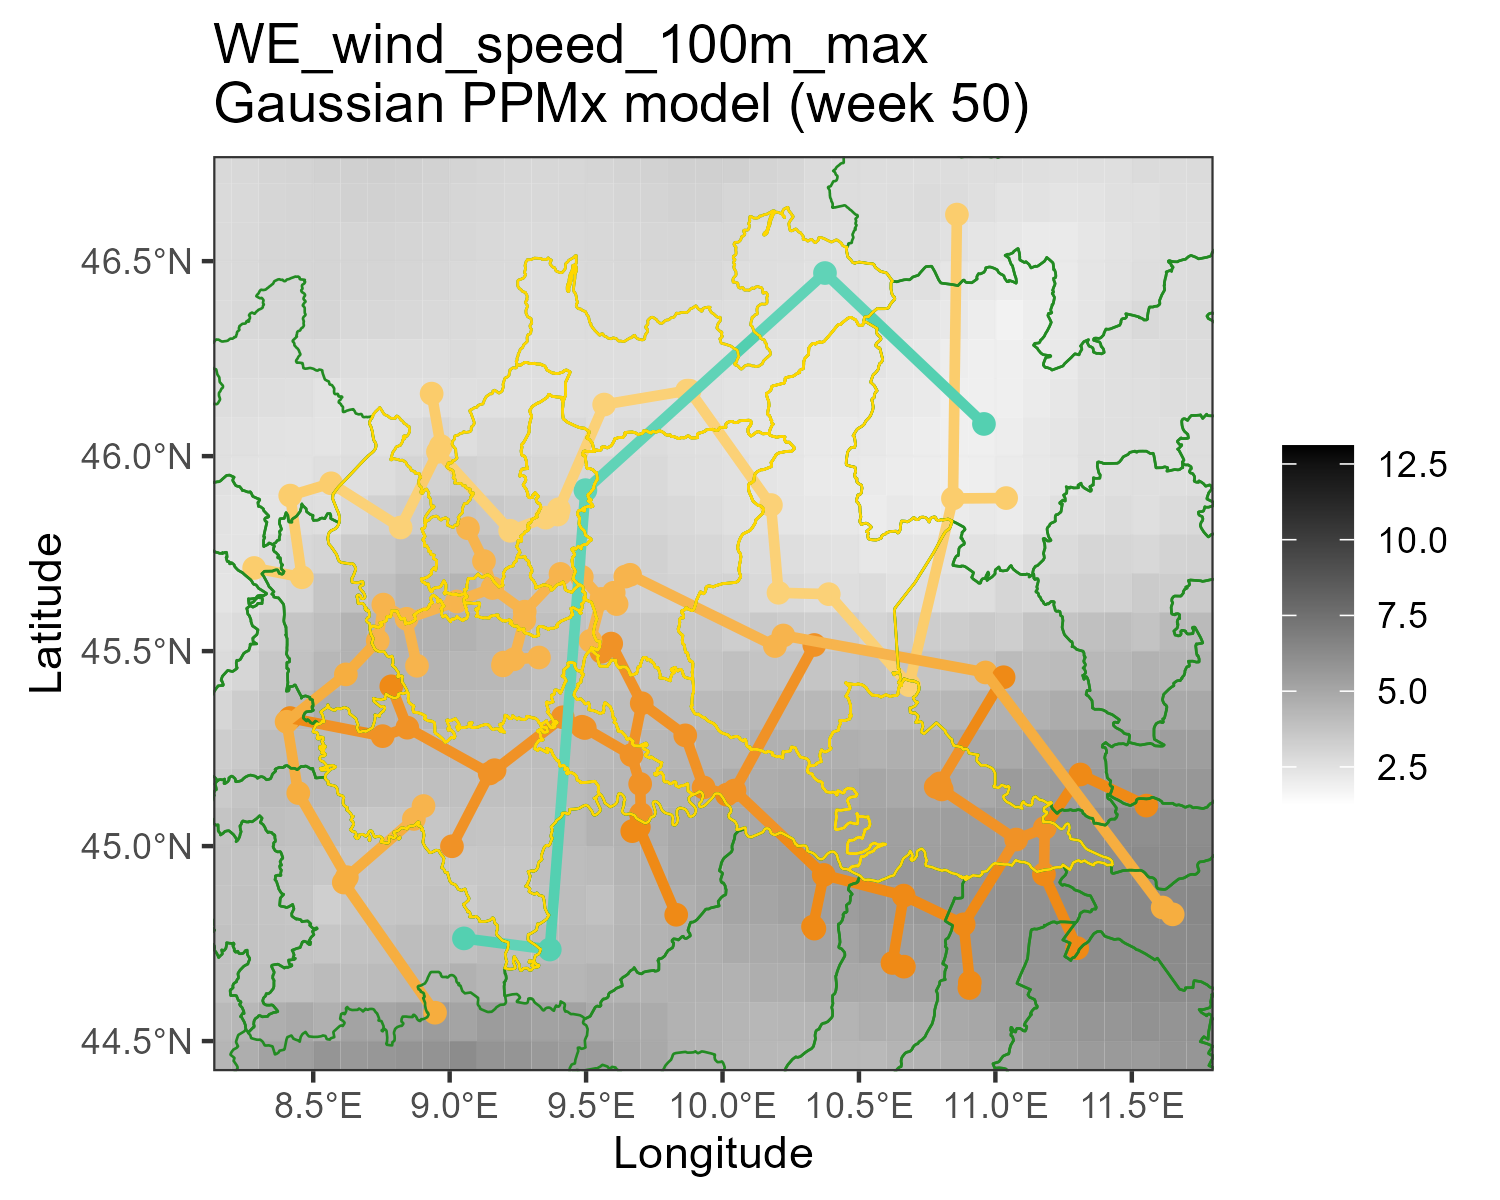 WE_wind_speed_100m_max
Gaussian PPMx model (week 50)
46.5°N
46.0°N
45.5°N
45.0°N
44.5°N
Latitude
8.5°E 9.0°E 9.5°E 10.0°E 10.5°E 11.0°E 11.5°E
Longitude
12.5
10.0
7.5
5.0
2.5